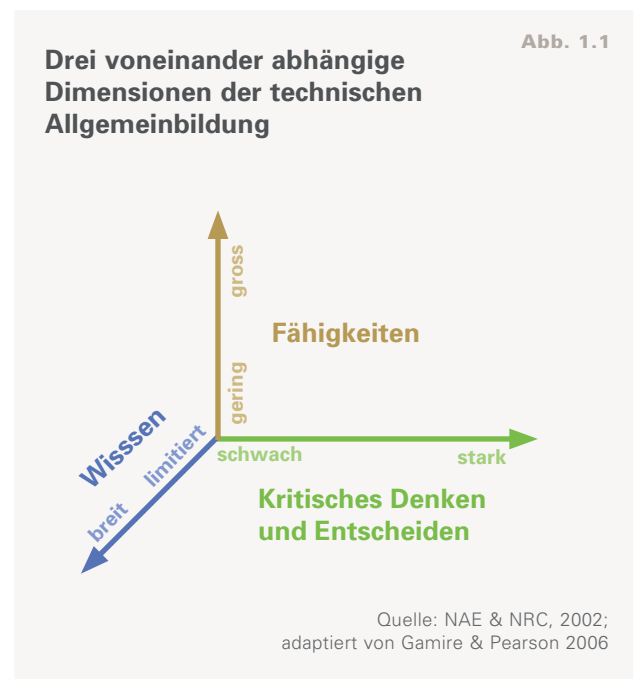 Abb. 1.1
Drei voneinander abhängige
Dimensionen der technischen
Allgemeinbildung
gross
Fähigkeiten
gering
Wisssen
limitiert
breit
schwach
stark
Kritisches Denken
und Entscheiden
Quelle: NAE & NRC, 2002;
adaptiert von Gamire & Pearson 2006